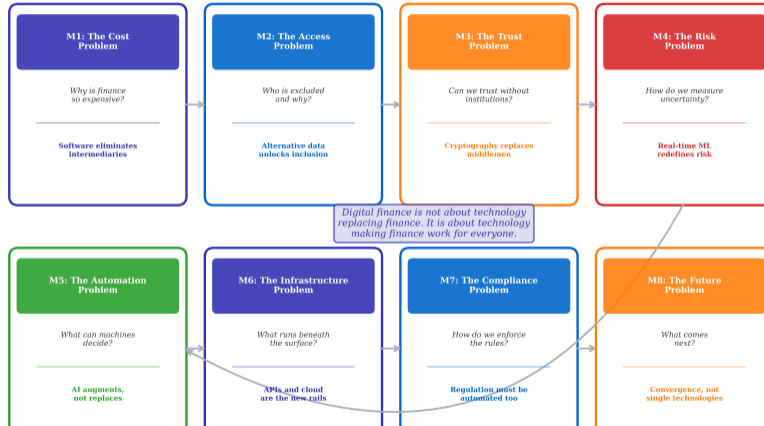 M1: The Cost
Problem
Why is finance
so expensive?
Software eliminates
intermediaries
M2: The Access
Problem
Who is excluded
and why?
Alternative data
unlocks inclusion
M3: The Trust
Problem
Can we trust without
institutions?
Cryptography replaces
middlemen
M4: The Risk
Problem
How do we measure
uncertainty?
Real-time ML
redefines risk
Digital finance is not about technology
replacing finance. It is about technology
making finance work for everyone.
M5: The Automation
Problem
What can machines
decide?
AI augments,
not replaces
M6: The Infrastructure
Problem
What runs beneath
the surface?
APIs and cloud
are the new rails
M7: The Compliance
Problem
How do we enforce
the rules?
Regulation must be
automated too
M8: The Future
Problem
What comes
next?
Convergence, not
single technologies